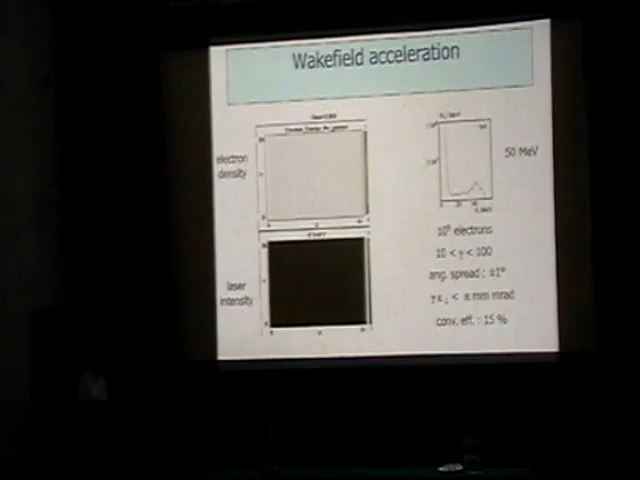 Wakefield acceleration
electron
density
laser
intensity
50 MeV
10⁹ electrons
10 < γ < 100
ang. spread : ±1°
mm mrad
conv. eff. : 15 %